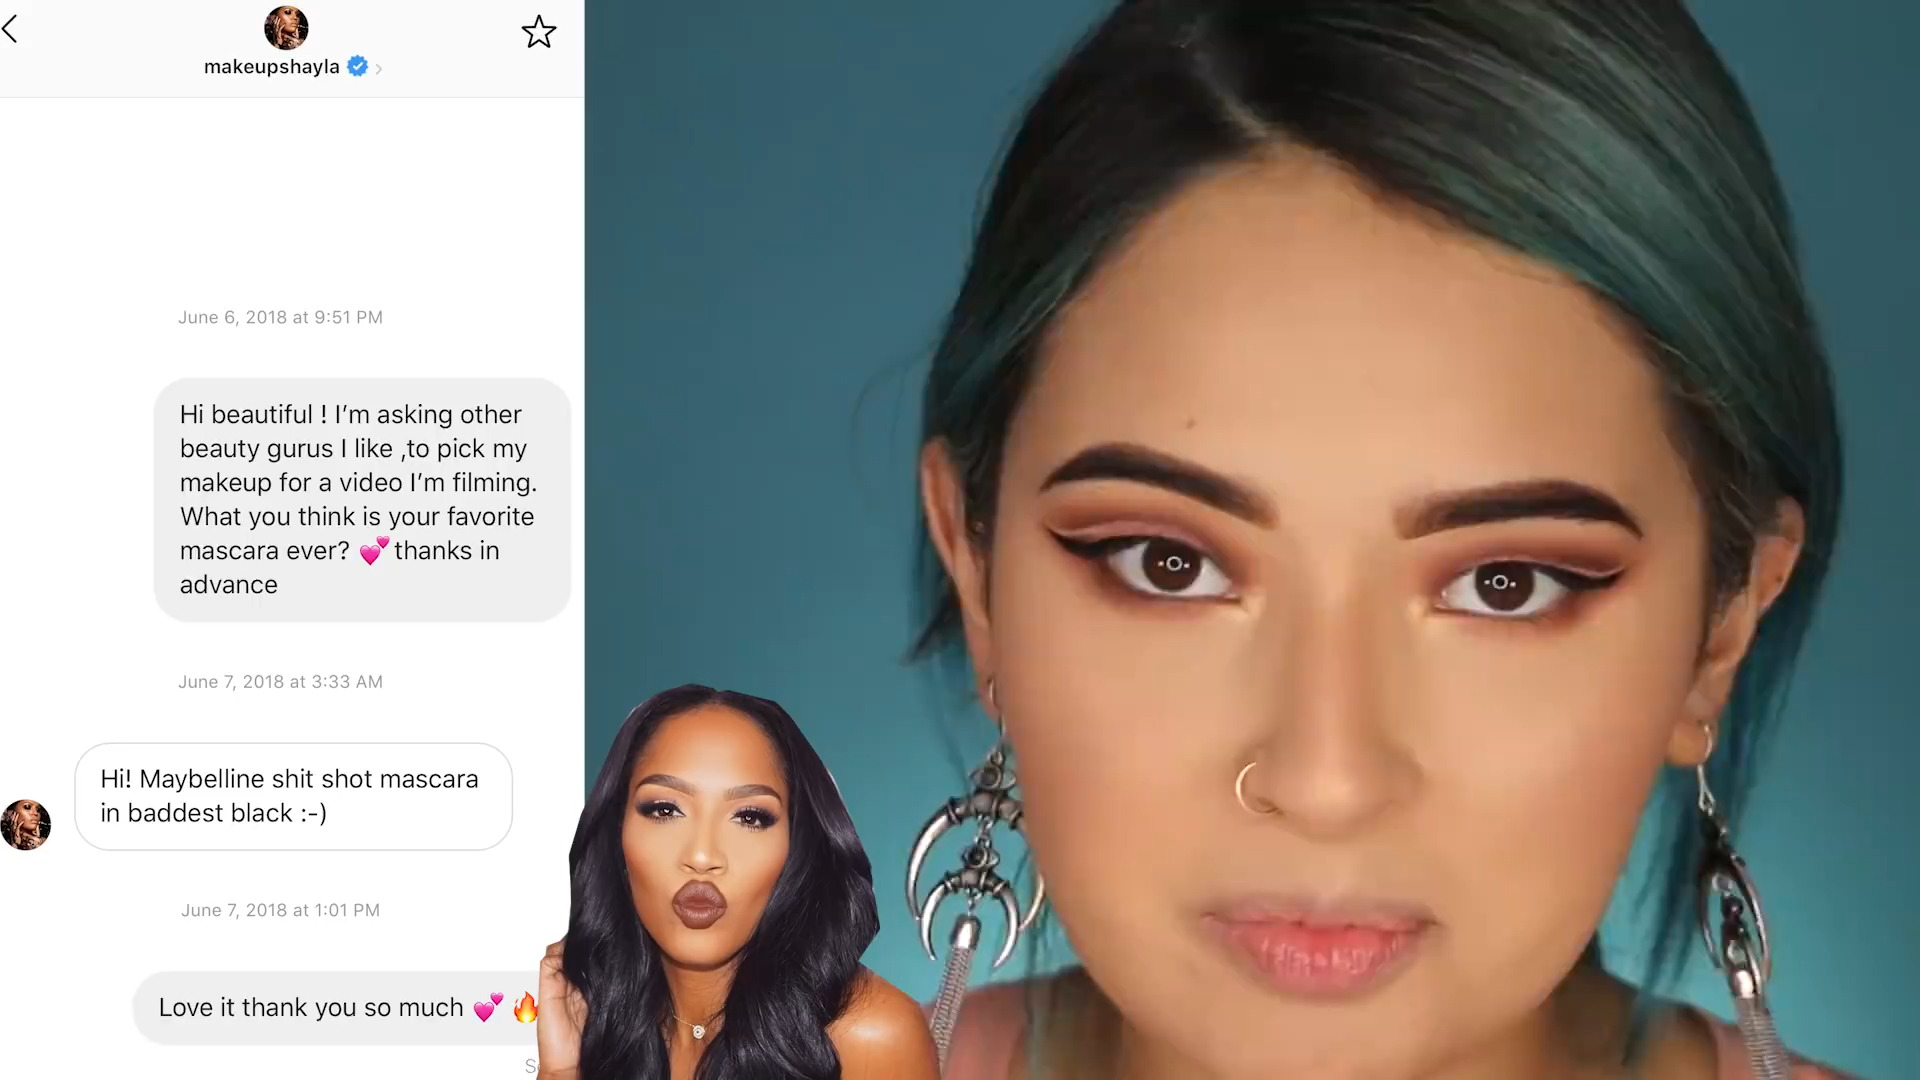 makeupshayla
June 6, 2018 at 9:51 PM
Hi beautiful ! I’m asking other
beauty gurus I like ,to pick my
makeup for a video I’m filming.
What you think is your favorite
mascara ever? 💕 thanks in
advance
June 7, 2018 at 3:33 AM
Hi! Maybelline shit shot mascara
in baddest black :-)
June 7, 2018 at 1:01 PM
Love it thank you so much 💕 🔥